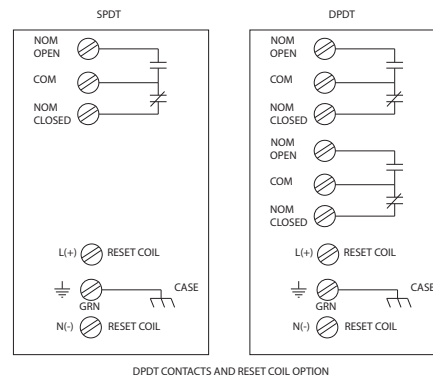 SPDT
NOM
OPEN
COM
NOM
CLOSED
L(+) RESET COIL
CASE
GRN
N(-) RESET COIL
DPDT
NOM
OPEN
COM
NOM
CLOSED
NOM
OPEN
COM
NOM
CLOSED
L(+) RESET COIL
CASE
GRN
N(-) RESET COIL
DPDT CONTACTS AND RESET COIL OPTION